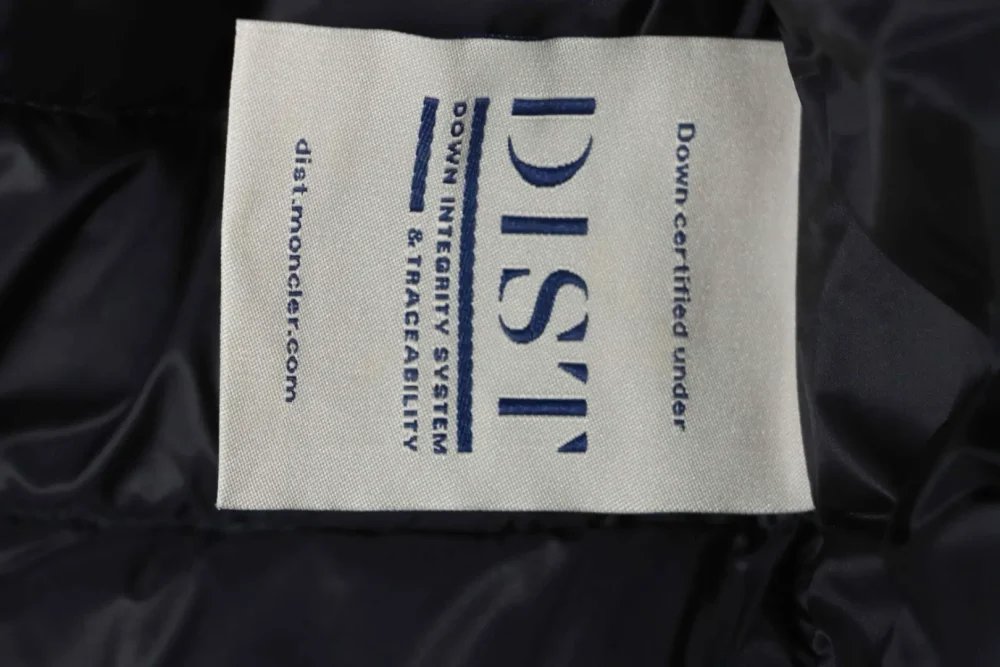 Down certified under
DIST
DOWN INTEGRITY SYSTEM
& TRACEABILITY
dist.moncler.com